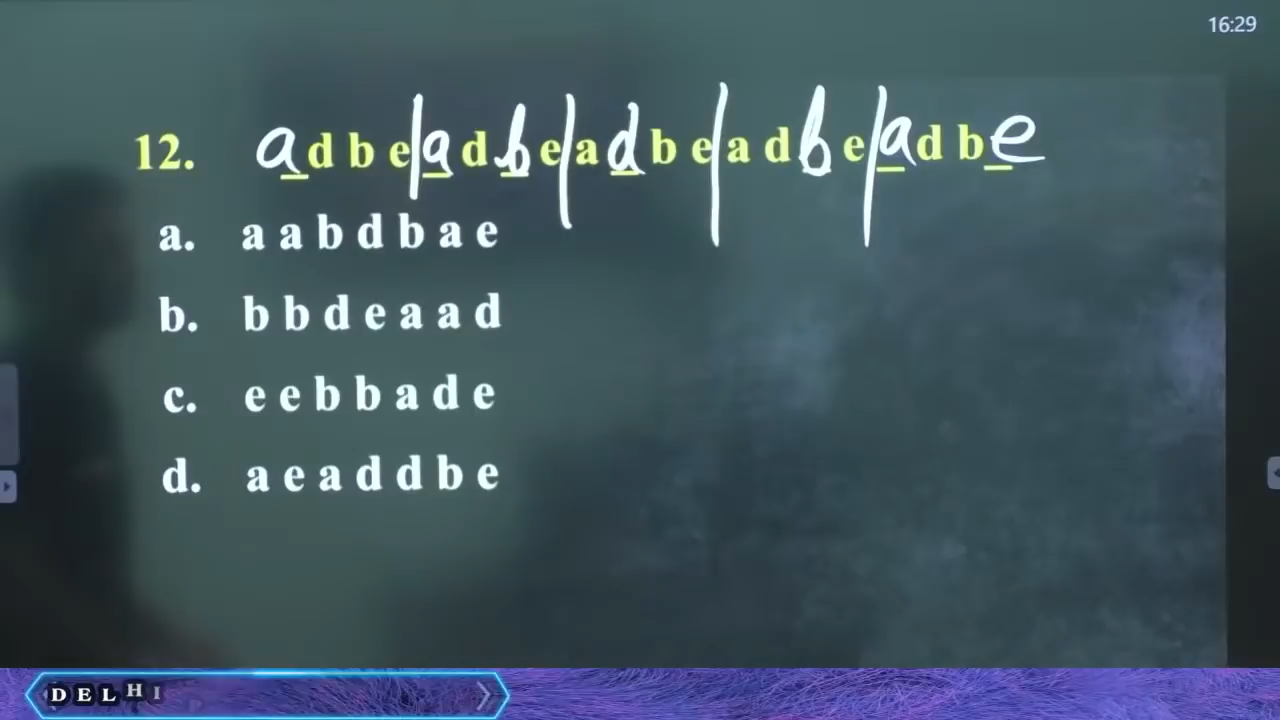 16:29
12. a d b e | a d b e | a d b e | a d b e | a d b e
a. a a b d b a e
b. b b d e a a d
c. e e b b a d e
d. a e a d d b e
DELHI